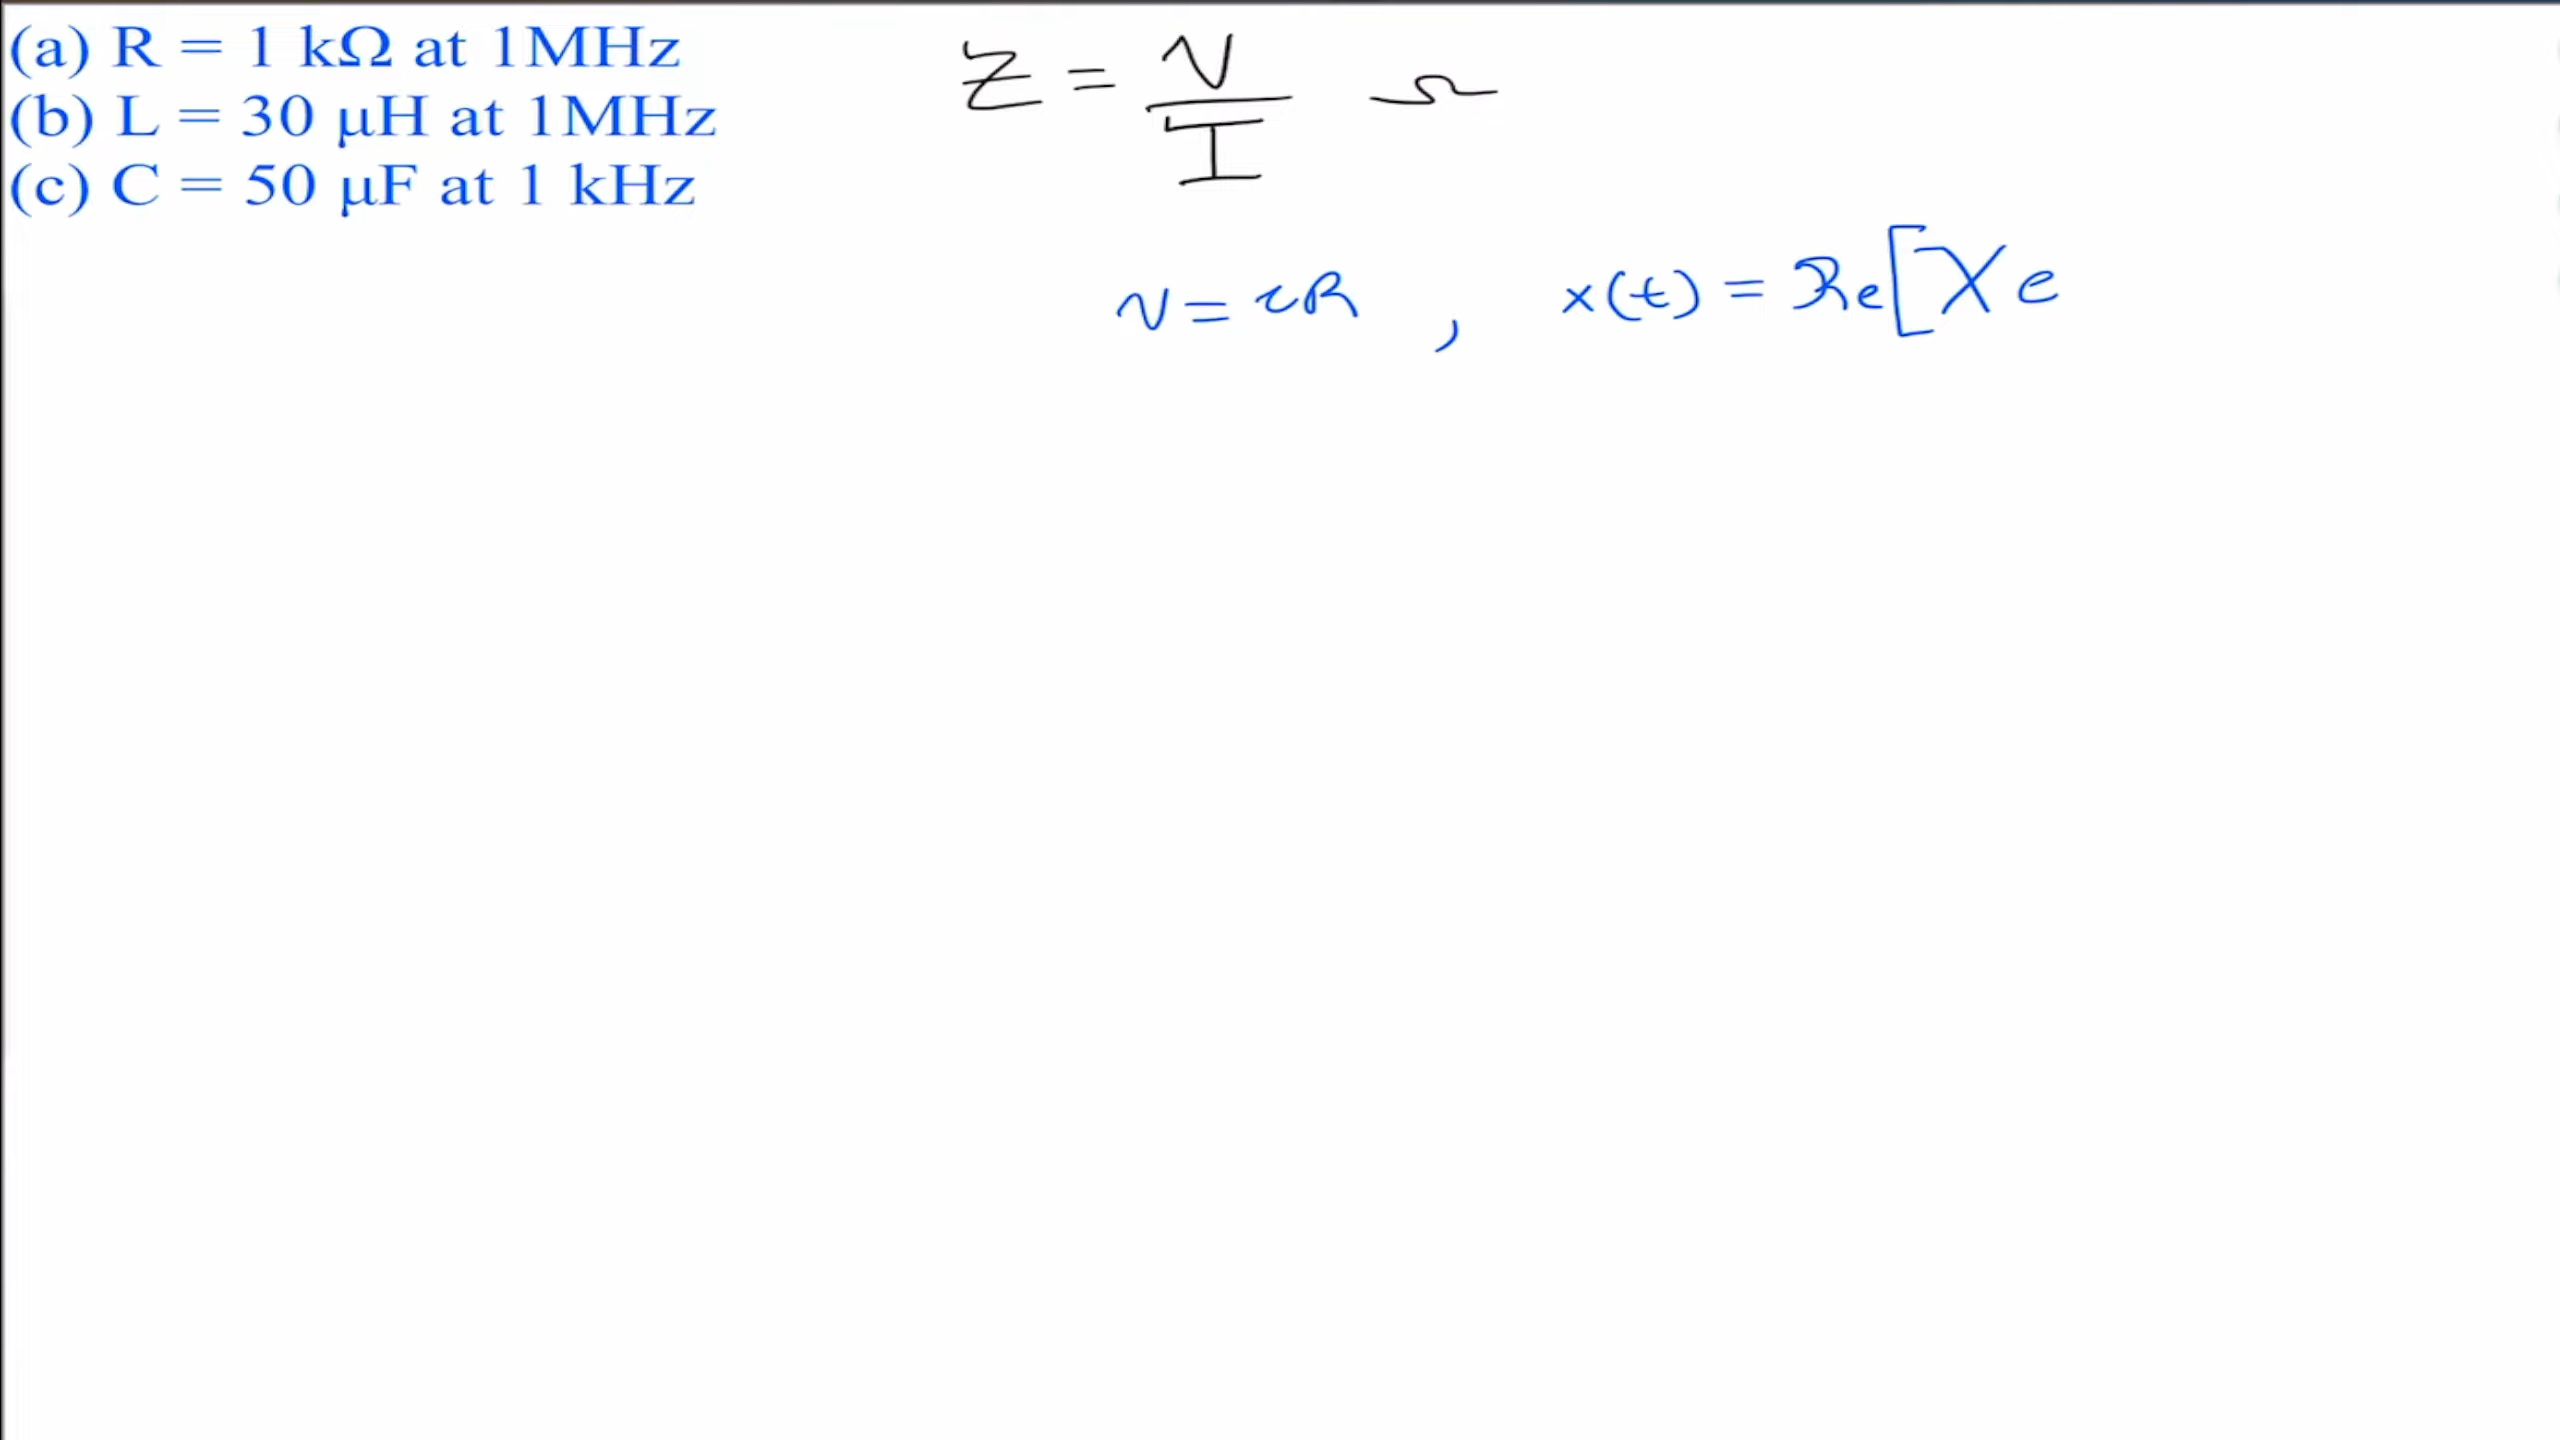 (a) R = 1 kΩ at 1MHz
(b) L = 30 μH at 1MHz
(c) C = 50 μF at 1 kHz
Z = V/I Ω
v = iR , x(t) = Re[Xe